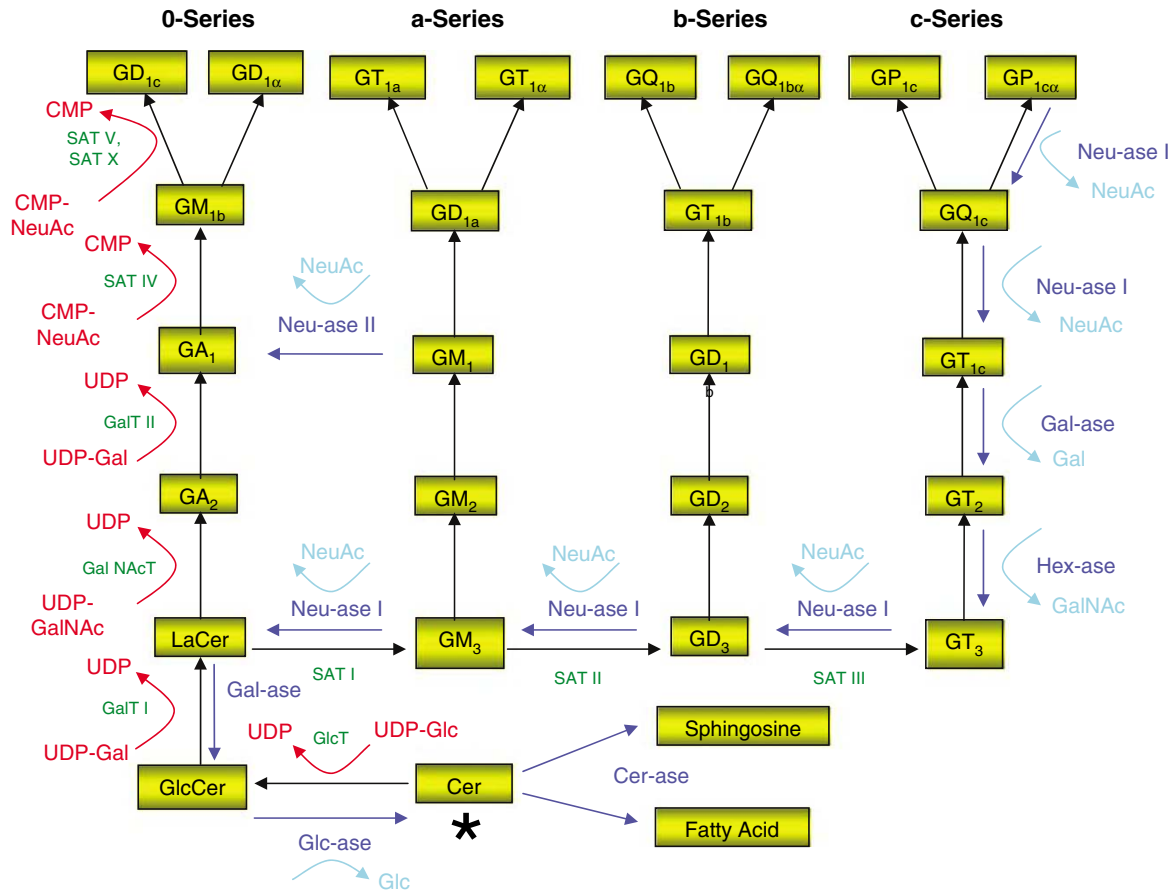 0-Series a-Series b-Series c-Series
GD1c GD1α GT1a GT1α GQ1b GQ1bα GP1c GP1cα
CMP
SAT V,
SAT X
Neu-ase I
NeuAc
CMP-
NeuAc
GM1b GD1a GT1b GQ1c
CMP
NeuAc
SAT IV
Neu-ase I
CMP-
NeuAc
Neu-ase II
NeuAc
GA1 GM1 GD1
b
GT1c
UDP
GalT II
Gal-ase
UDP-Gal
Gal
GA2 GM2 GD2 GT2
UDP
NeuAc NeuAc NeuAc
Gal NAcT
Hex-ase
UDP-
GalNAc
Neu-ase I Neu-ase I Neu-ase I
GalNAc
LaCer GM3 GD3 GT3
UDP
SAT I SAT II SAT III
Gal-ase
GalT I
UDP-Gal
UDP GlcT UDP-Glc
Sphingosine
GlcCer Cer
Cer-ase
*
Fatty Acid
Glc-ase
Glc